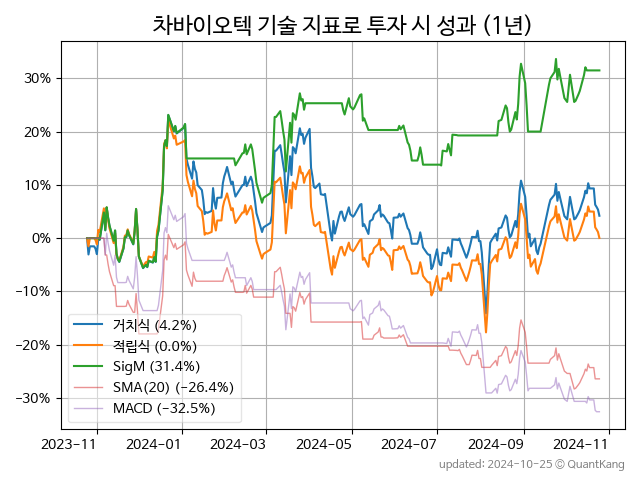 차바이오텍 기술 지표로 투자 시 성과 (1년)
30%
20%
10%
0%
−10%
−20%
−30%
거치식 (4.2%)
적립식 (0.0%)
SigM (31.4%)
SMA(20) (−26.4%)
MACD (−32.5%)
2023-11 2024-01 2024-03 2024-05 2024-07 2024-09 2024-11
updated: 2024-10-25 © QuantKang